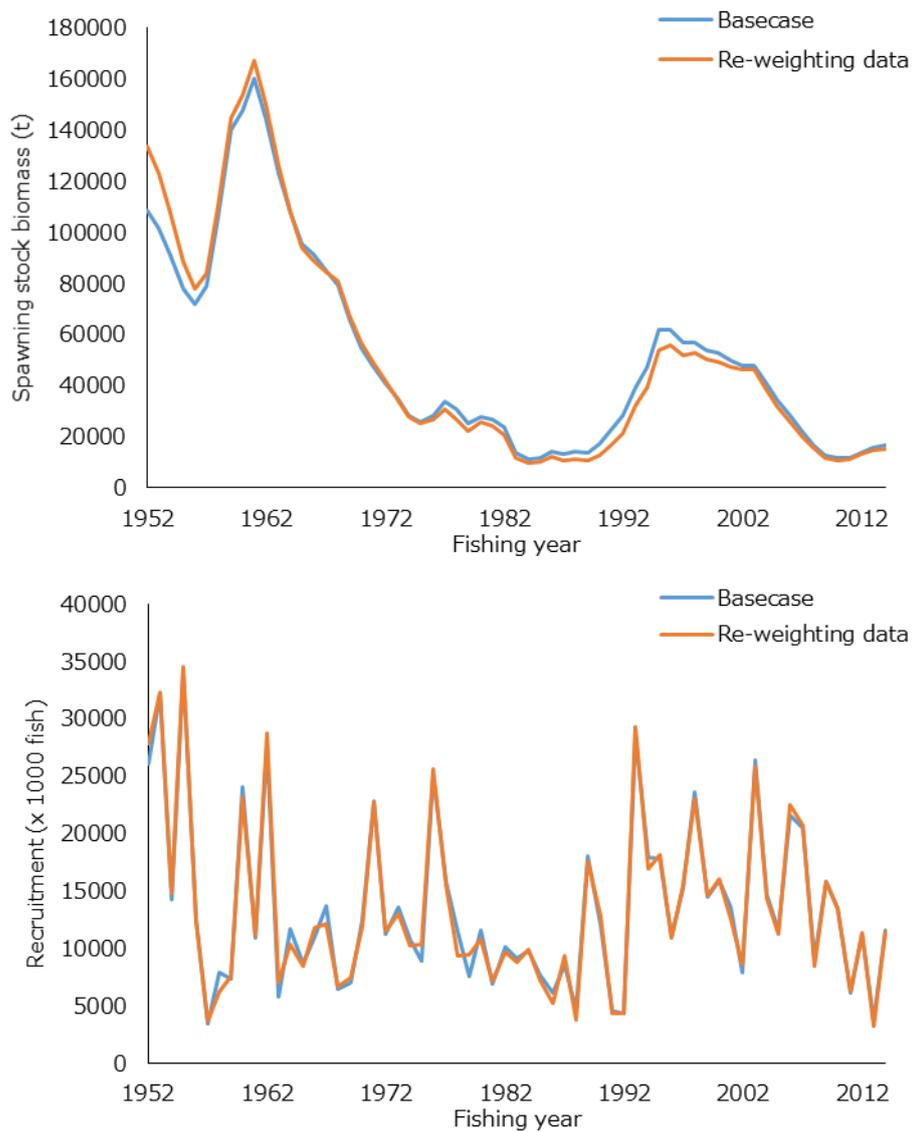 180000
160000
140000
120000
100000
80000
60000
40000
20000
0
Spawning stock biomass (t)
Basecase
Re-weighting data
1952 1962 1972 1982 1992 2002 2012
Fishing year
40000
35000
30000
25000
20000
15000
10000
5000
0
Recruitment (x 1000 fish)
Basecase
Re-weighting data
1952 1962 1972 1982 1992 2002 2012
Fishing year